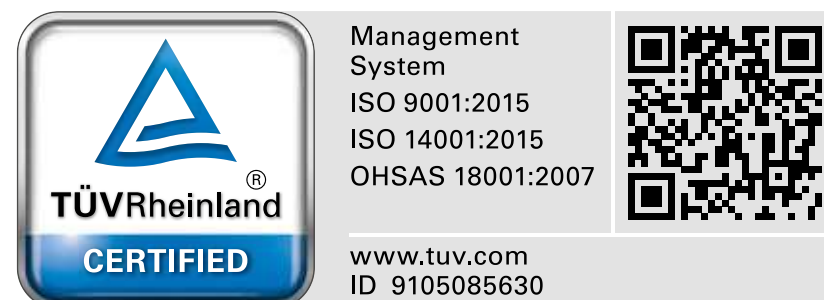 TÜVRheinland
®
CERTIFIED
Management
System
ISO 9001:2015
ISO 14001:2015
OHSAS 18001:2007
www.tuv.com
ID 9105085630